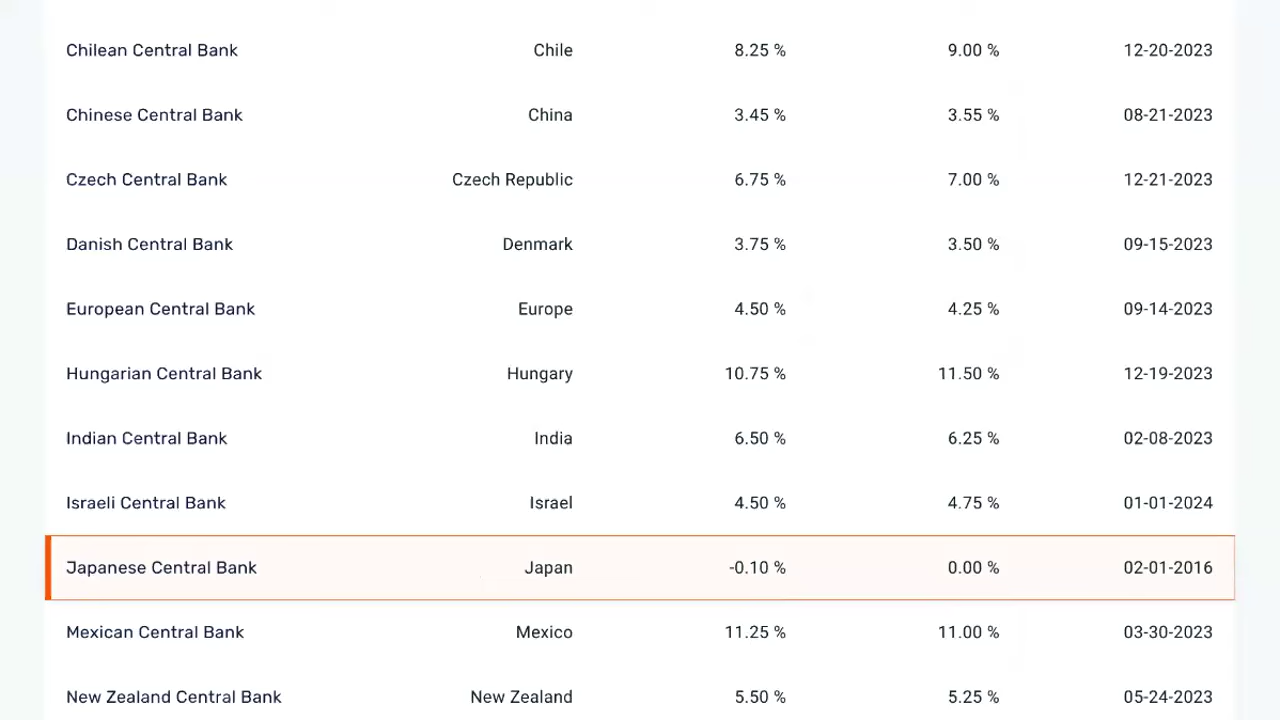 Chilean Central Bank Chile 8.25 % 9.00 % 12-20-2023
Chinese Central Bank China 3.45 % 3.55 % 08-21-2023
Czech Central Bank Czech Republic 6.75 % 7.00 % 12-21-2023
Danish Central Bank Denmark 3.75 % 3.50 % 09-15-2023
European Central Bank Europe 4.50 % 4.25 % 09-14-2023
Hungarian Central Bank Hungary 10.75 % 11.50 % 12-19-2023
Indian Central Bank India 6.50 % 6.25 % 02-08-2023
Israeli Central Bank Israel 4.50 % 4.75 % 01-01-2024
Japanese Central Bank Japan -0.10 % 0.00 % 02-01-2016
Mexican Central Bank Mexico 11.25 % 11.00 % 03-30-2023
New Zealand Central Bank New Zealand 5.50 % 5.25 % 05-24-2023